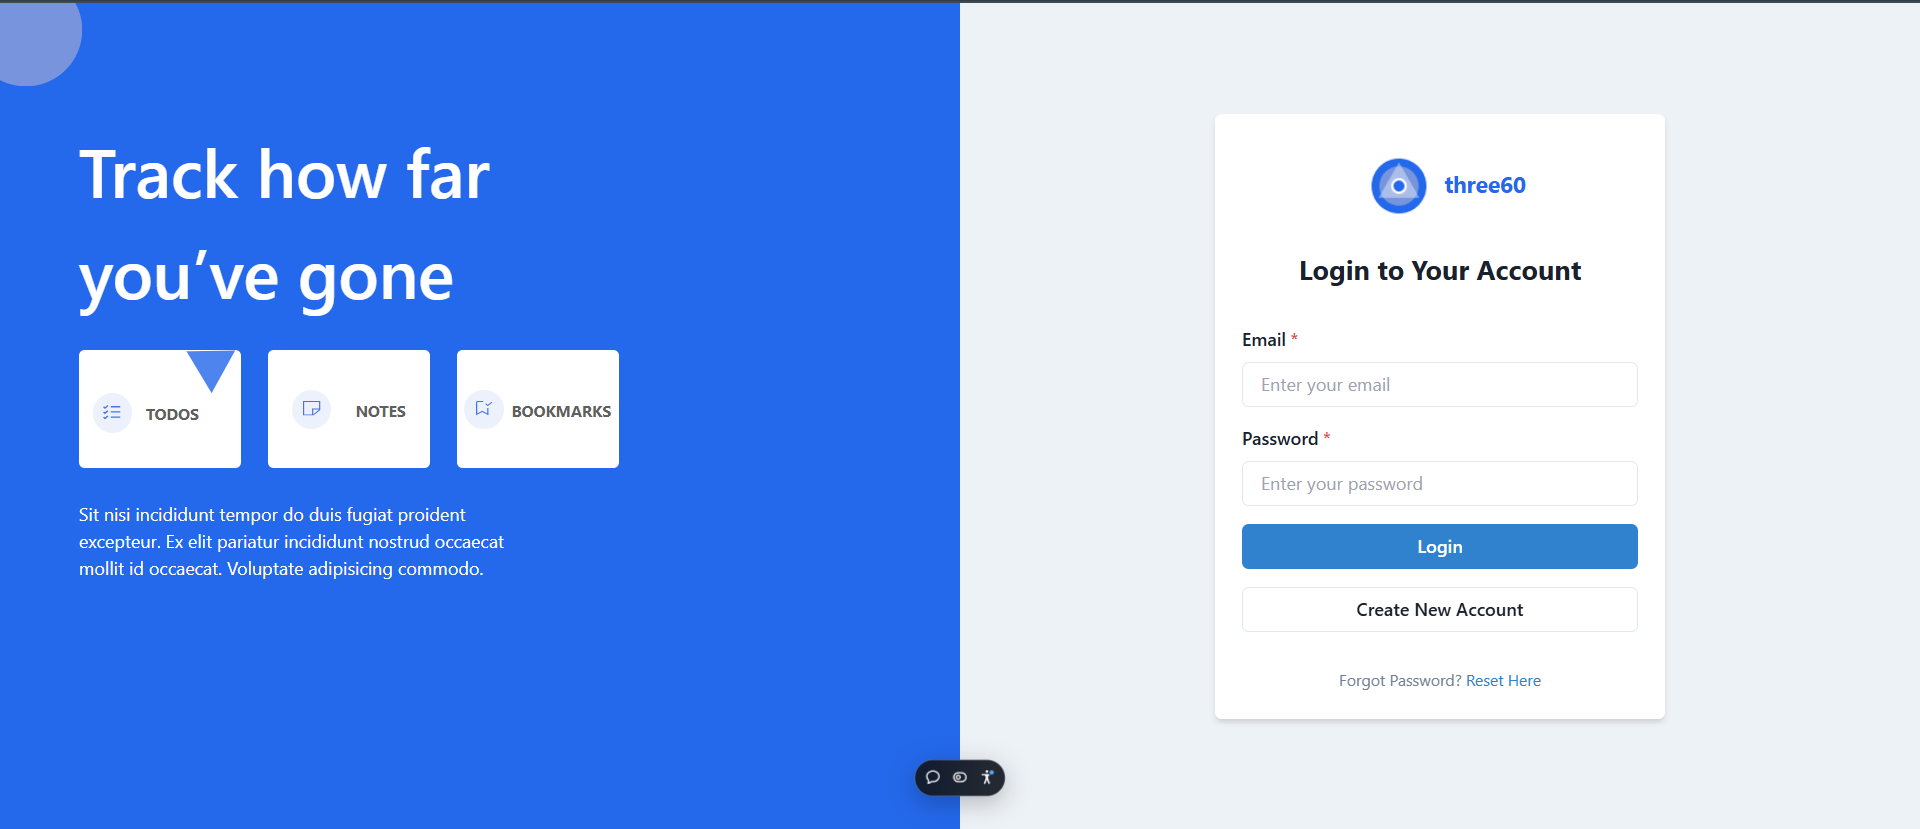 Track how far
you’ve gone
TODOS
NOTES
BOOKMARKS
Sit nisi incididunt tempor do duis fugiat proident
excepteur. Ex elit pariatur incididunt nostrud occaecat
mollit id occaecat. Voluptate adipisicing commodo.
three60
Login to Your Account
Email *
Enter your email
Password *
Enter your password
Login
Create New Account
Forgot Password? Reset Here